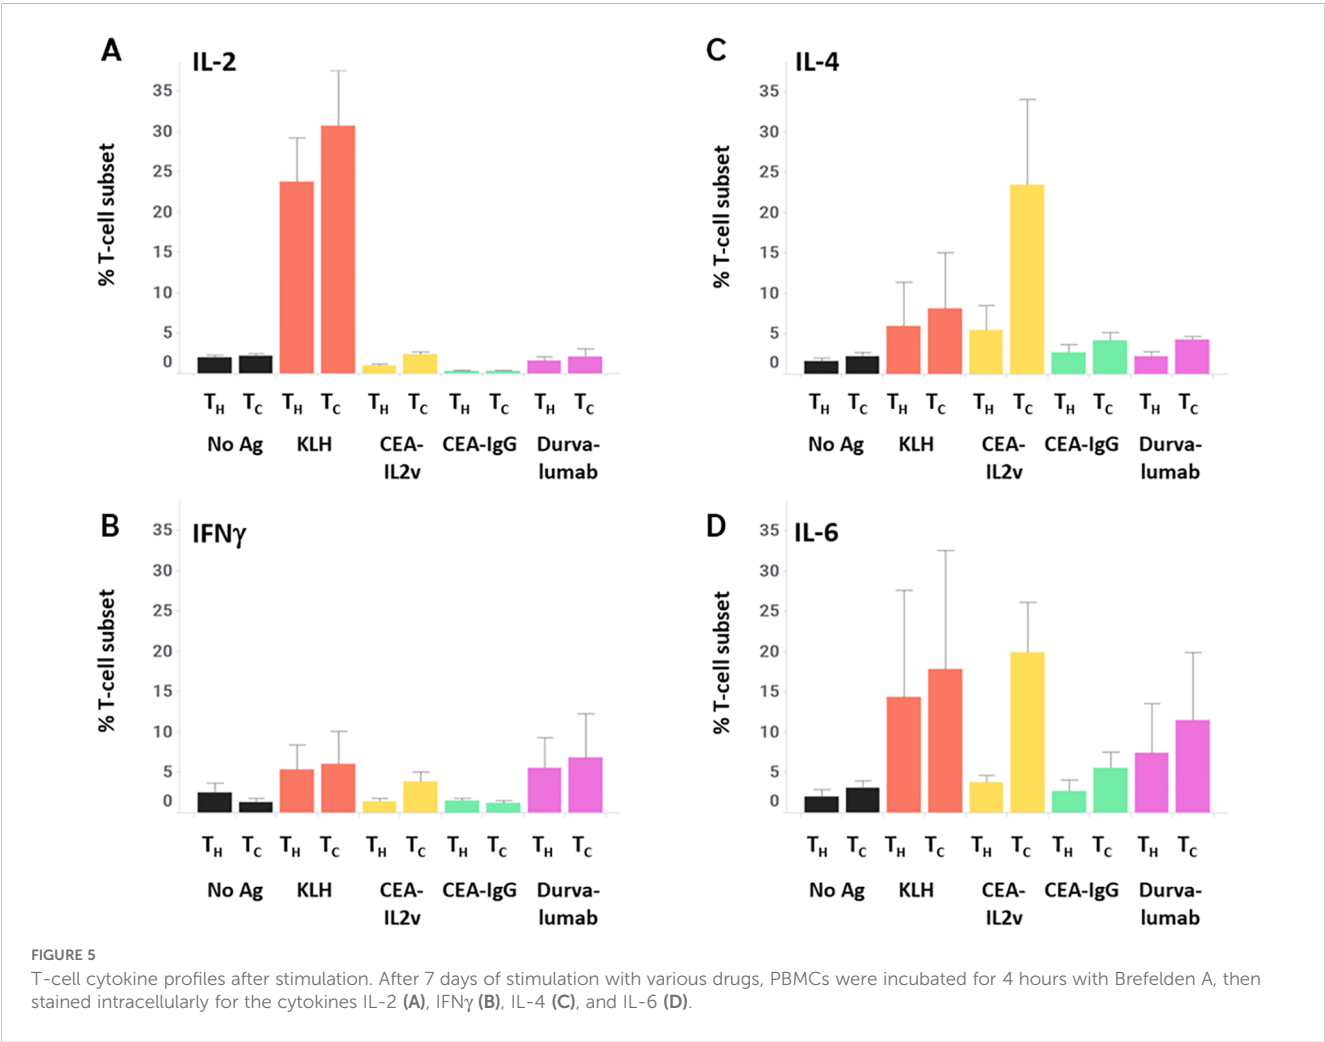 A
IL-2
% T-cell subset
35
30
25
20
15
10
5
0
TH TC TH TC TH TC TH TC TH TC
No Ag KLH CEA- CEA-IgG Durva-
IL2v lumab
C
IL-4
% T-cell subset
35
30
25
20
15
10
5
0
TH TC TH TC TH TC TH TC TH TC
No Ag KLH CEA- CEA-IgG Durva-
IL2v lumab
B
IFNγ
% T-cell subset
35
30
25
20
15
10
5
0
TH TC TH TC TH TC TH TC TH TC
No Ag KLH CEA- CEA-IgG Durva-
IL2v lumab
D
IL-6
% T-cell subset
35
30
25
20
15
10
5
0
TH TC TH TC TH TC TH TC TH TC
No Ag KLH CEA- CEA-IgG Durva-
IL2v lumab
FIGURE 5
T-cell cytokine profiles after stimulation. After 7 days of stimulation with various drugs, PBMCs were incubated for 4 hours with Brefelden A, then
stained intracellularly for the cytokines IL-2 (A), IFNγ (B), IL-4 (C), and IL-6 (D).